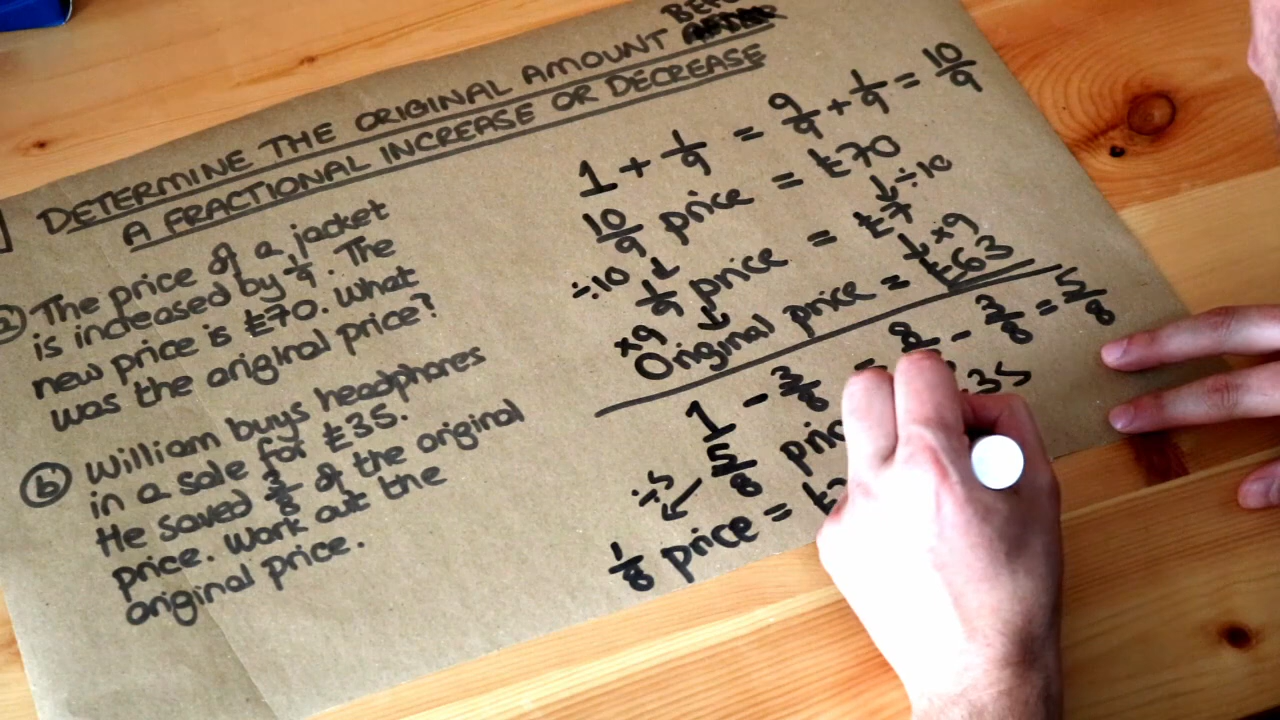 DETERMINE THE ORIGINAL AMOUNT
A FRACTIONAL INCREASE OR DECREASE
a) The price of a jacket
is increased by 1/9. The
new price is £70. What
was the original price?
b) William buys headphones
in a sale for £35.
He saved 3/8 of the original
price. Work out the
original price.
1 + 1/9 = 9/9 + 1/9 = 10/9
10/9 price = £70
÷10 ↓ ↓ ÷10
1/9 price = £7
×9 ↓ ↓ ×9
Original price = £63
1 - 3/8 = 8 - 3/8 = 5/8
5/8 35
÷5
1/8 price = £